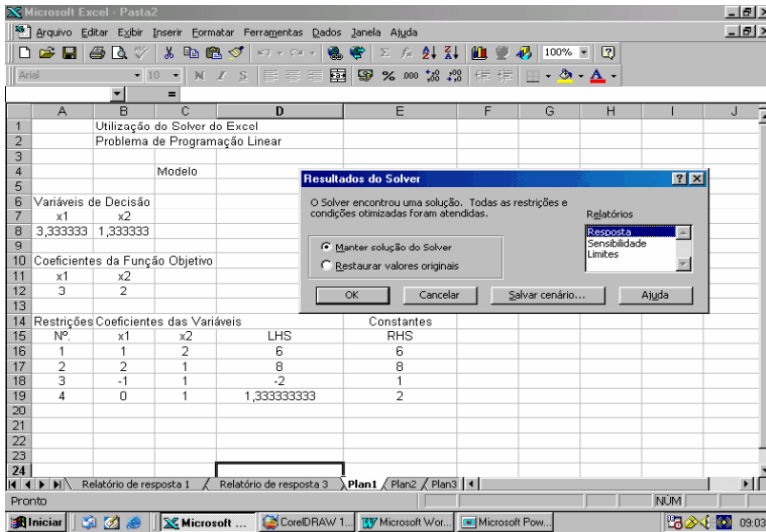 Microsoft Excel - Pasta2
Arquivo Editar Exibir Inserir Formatar Ferramentas Dados Janela Ajuda
100%
Arial 10 N I S % 000
=
A B C D E F G H I J
1 Utilização do Solver do Excel
2 Problema de Programação Linear
3
4 Modelo
5
6 Variáveis de Decisão
7 x1 x2
8 3,333333 1,333333
9
10 Coeficientes da Função Objetivo
11 x1 x2
12 3 2
13
14 Restrições Coeficientes das Variáveis Constantes
15 Nº. x1 x2 LHS RHS
16 1 1 2 6 6
17 2 2 1 8 8
18 3 -1 1 -2 1
19 4 0 1 1,333333333 2
20
21
22
23
24
Resultados do Solver
O Solver encontrou uma solução. Todas as restrições e
condições otimizadas foram atendidas.
Relatórios
Resposta
Sensibilidade
Limites
Manter solução do Solver
Restaurar valores originais
OK Cancelar Salvar cenário... Ajuda
Relatório de resposta 1 Relatório de resposta 3 Plan1 Plan2 Plan3
Pronto NÚM
Iniciar Microsoft ... CorelDRAW 1... Microsoft Wor... Microsoft Pow... 09:03